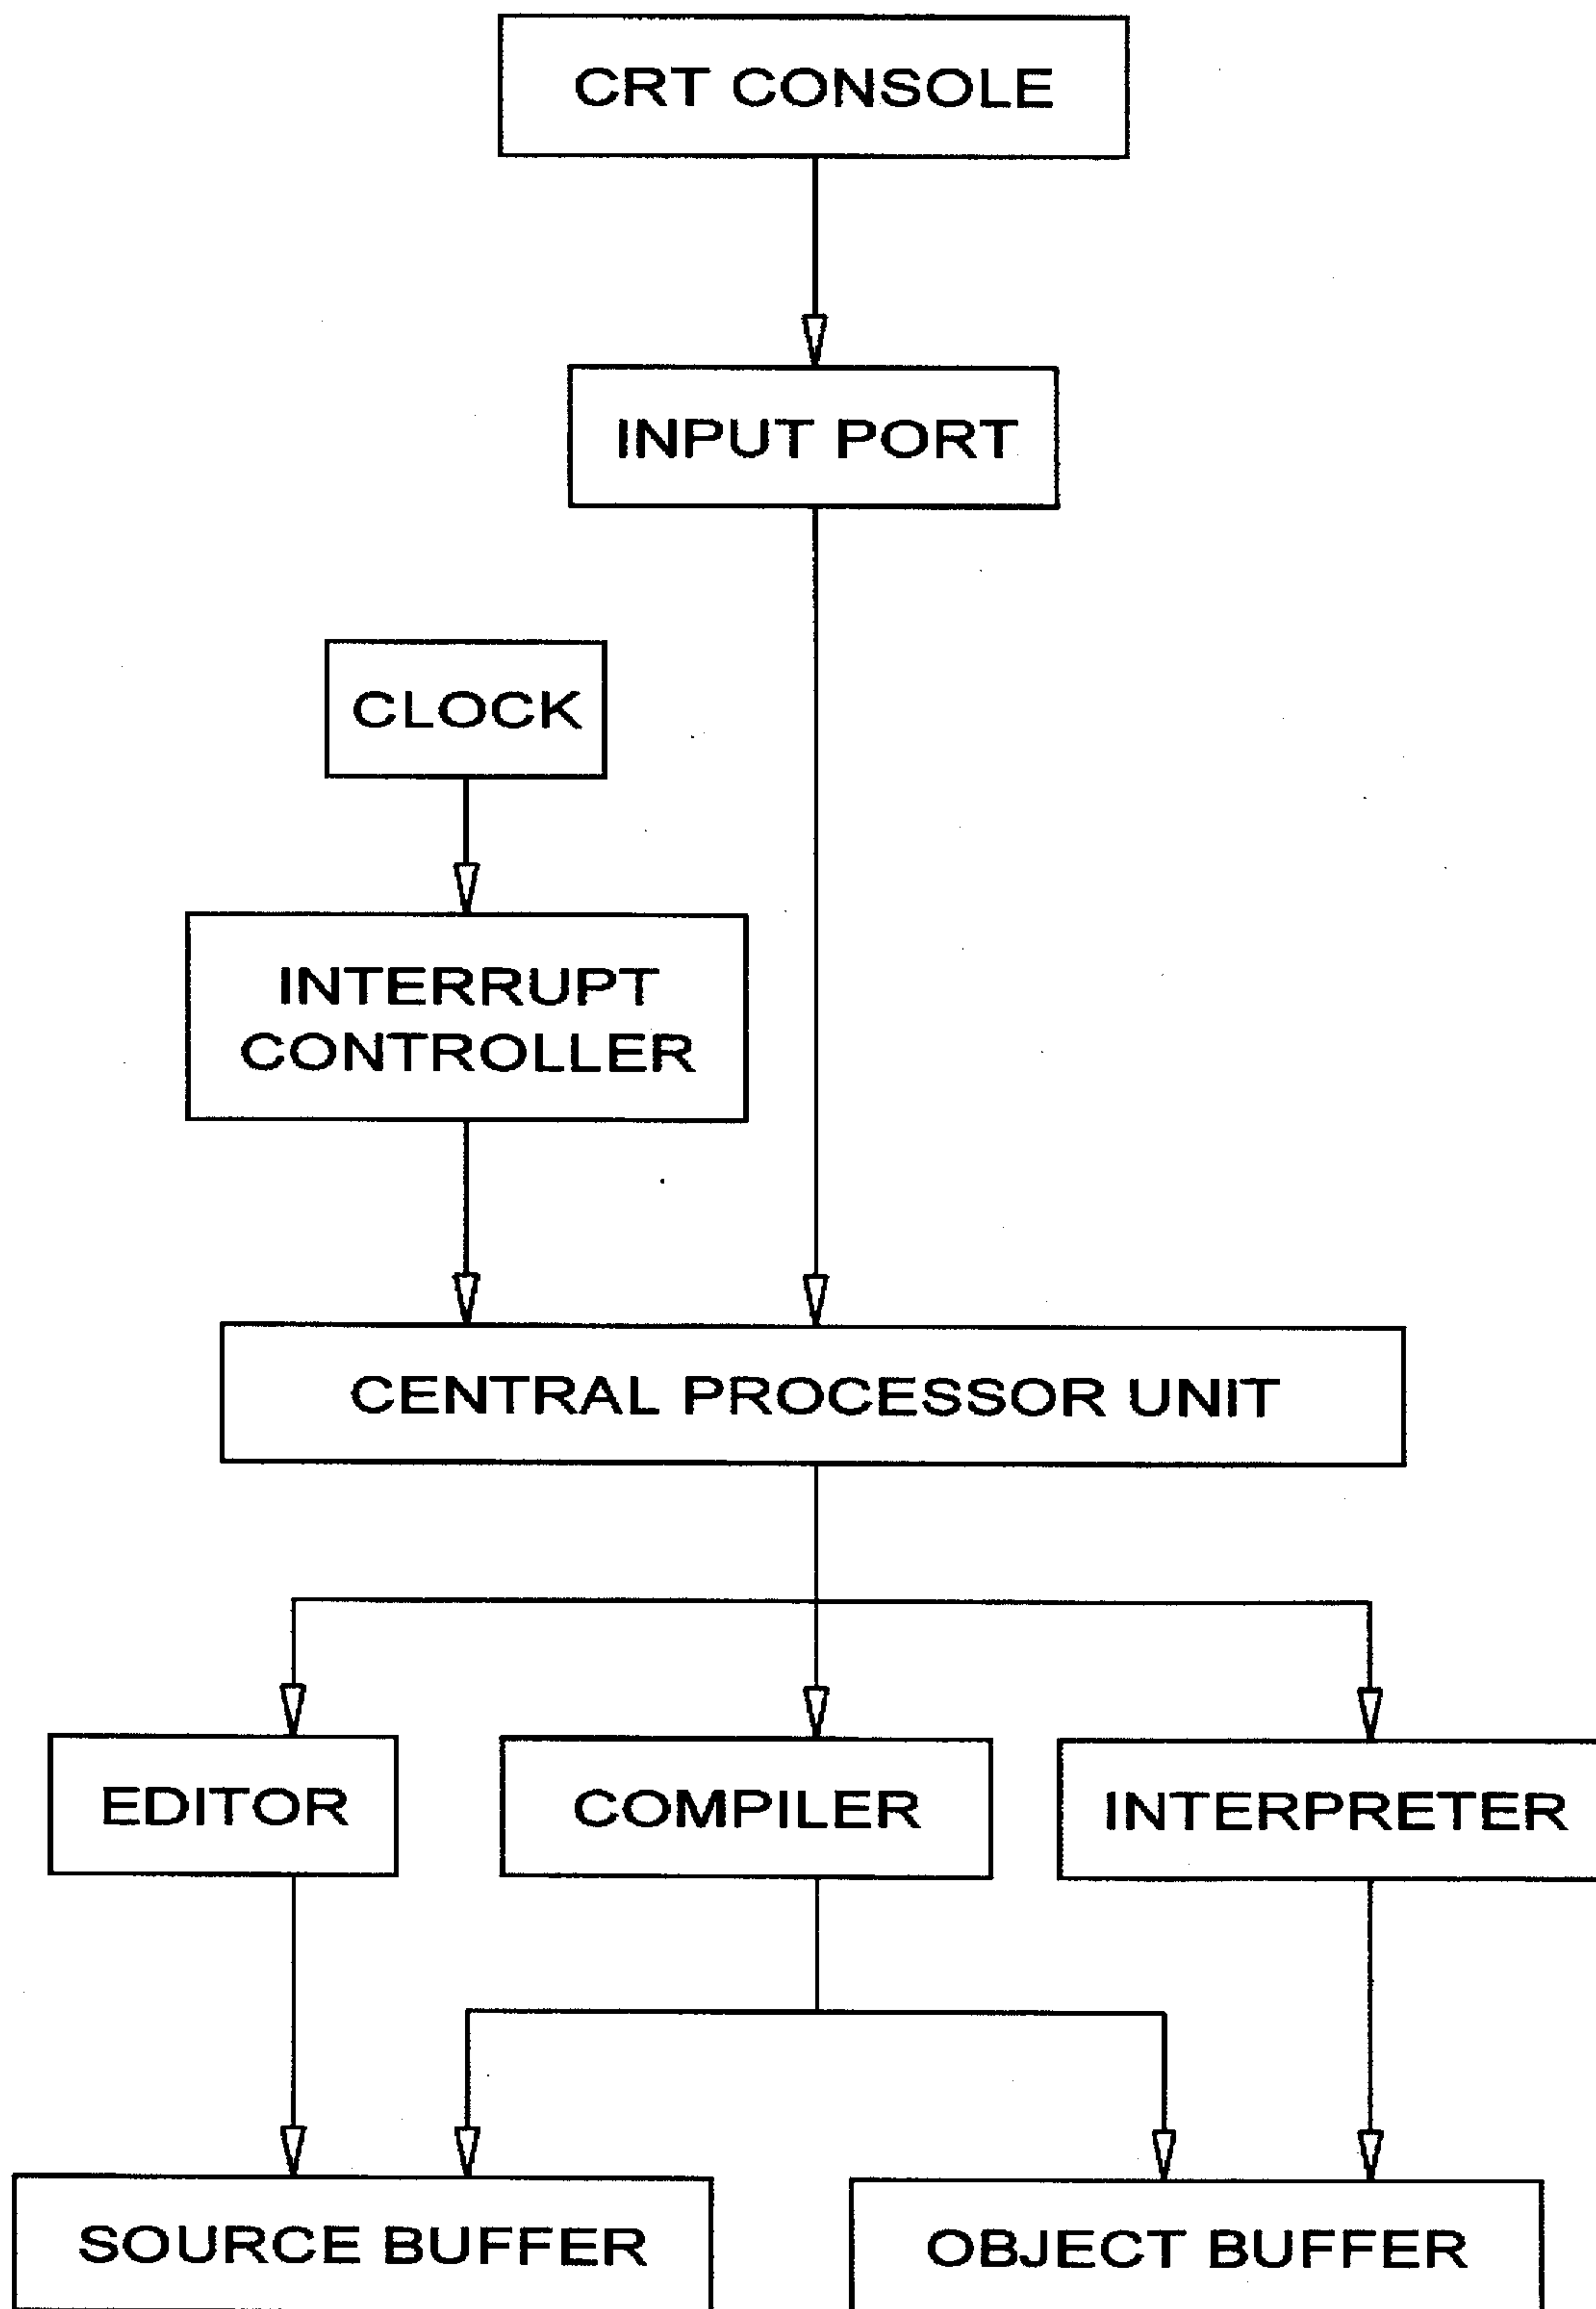 CRT CONSOLE
INPUT PORT
CLOCK
INTERRUPT
CONTROLLER
CENTRAL PROCESSOR UNIT
EDITOR
COMPILER
INTERPRETER
SOURCE BUFFER
OBJECT BUFFER